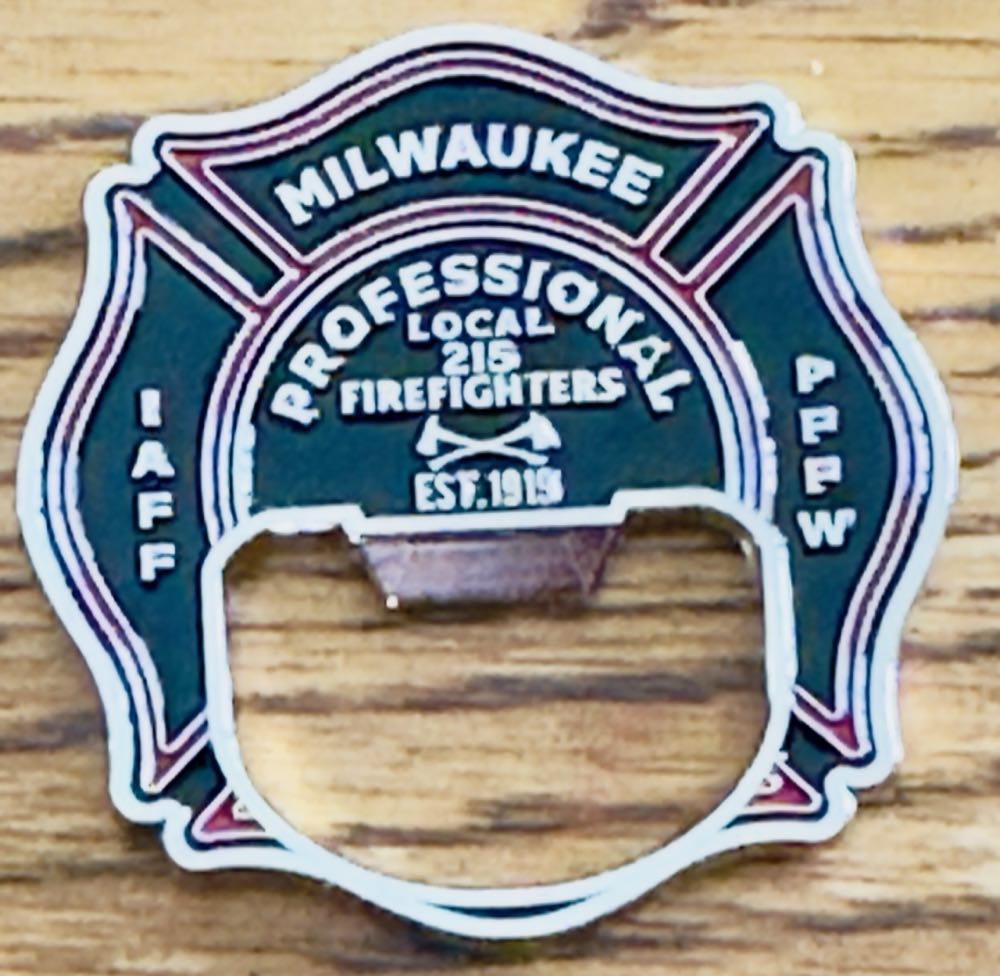 MILWAUKEE
PROFESSIONAL
LOCAL
215
FIREFIGHTERS
EST. 1919
IAFF
PFFW